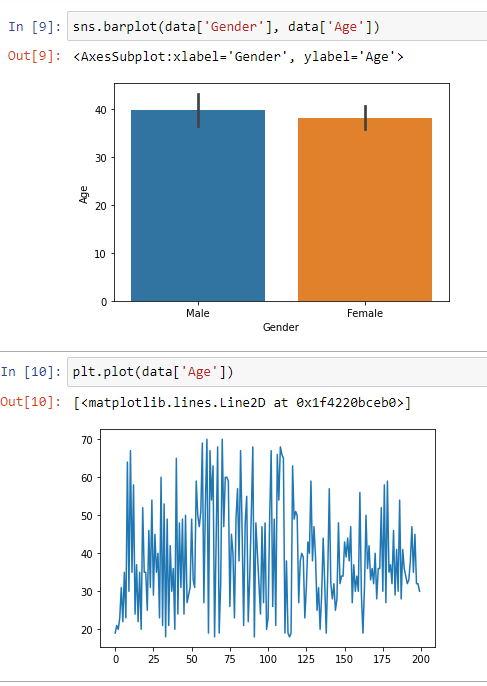 In [9]: sns.barplot(data['Gender'], data['Age'])
Out[9]: <AxesSubplot:xlabel='Gender', ylabel='Age'>
40
30
20
10
0
Age
Male Female
Gender
In [10]: plt.plot(data['Age'])
Out[10]: [<matplotlib.lines.Line2D at 0x1f4220bceb0>]
70
60
50
40
30
20
0 25 50 75 100 125 150 175 200